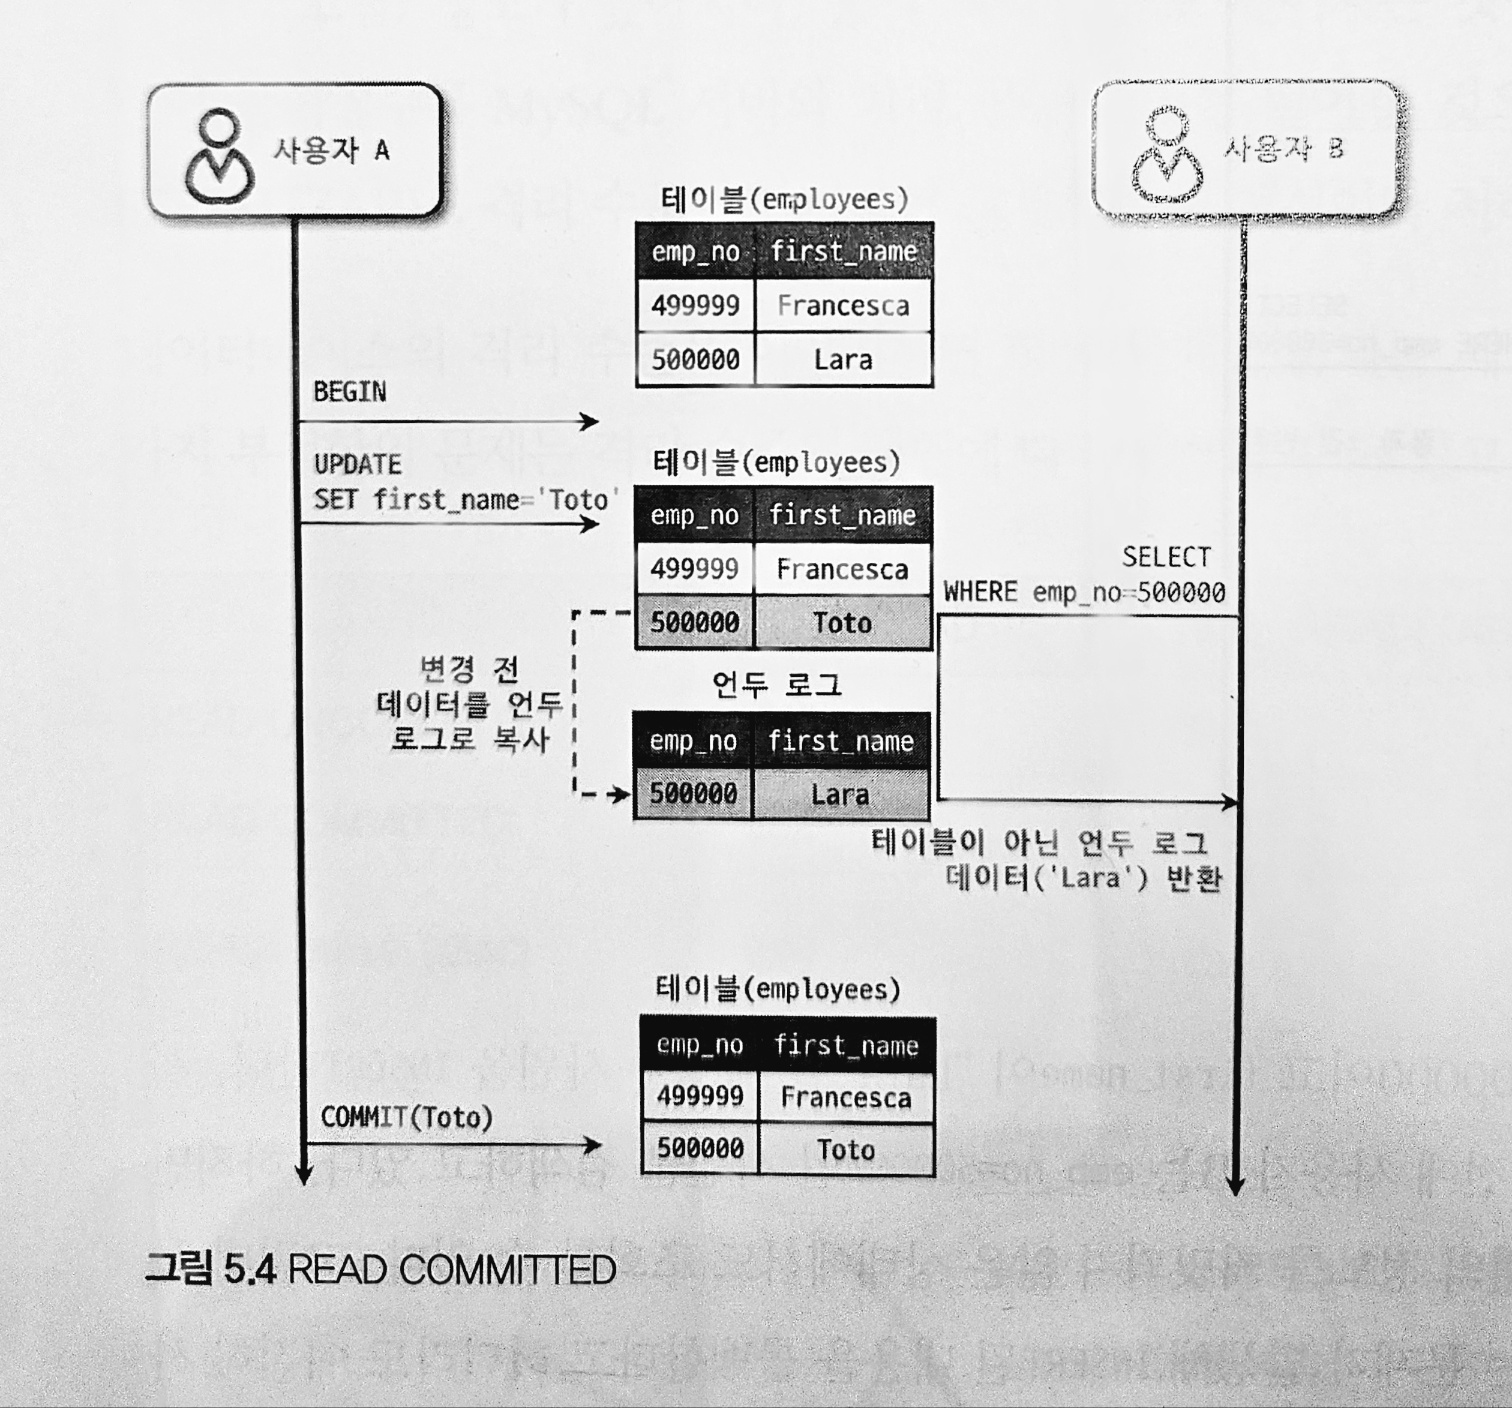 사용자 A
사용자 B
테이블(employees)
emp_no first_name
499999 Francesca
500000 Lara
BEGIN
UPDATE
SET first_name='Toto'
테이블(employees)
emp_no first_name
499999 Francesca
500000 Toto
SELECT
WHERE emp_no=500000
변경 전
데이터를 언두
로그로 복사
언두 로그
emp_no first_name
500000 Lara
테이블이 아닌 언두 로그
데이터('Lara') 반환
테이블(employees)
emp_no first_name
499999 Francesca
500000 Toto
COMMIT(Toto)
그림 5.4 READ COMMITTED